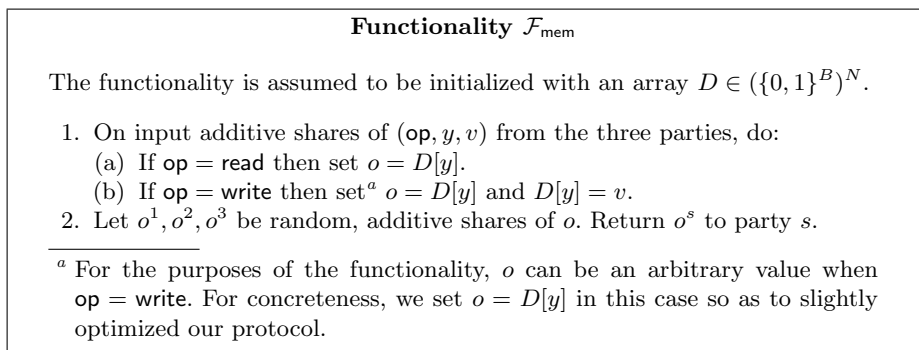 Functionality F_mem
The functionality is assumed to be initialized with an array D ∈ ({0, 1}^B)^N.
1. On input additive shares of (op, y, v) from the three parties, do:
(a) If op = read then set o = D[y].
(b) If op = write then set^a o = D[y] and D[y] = v.
2. Let o^1, o^2, o^3 be random, additive shares of o. Return o^s to party s.
^a For the purposes of the functionality, o can be an arbitrary value when
op = write. For concreteness, we set o = D[y] in this case so as to slightly
optimized our protocol.